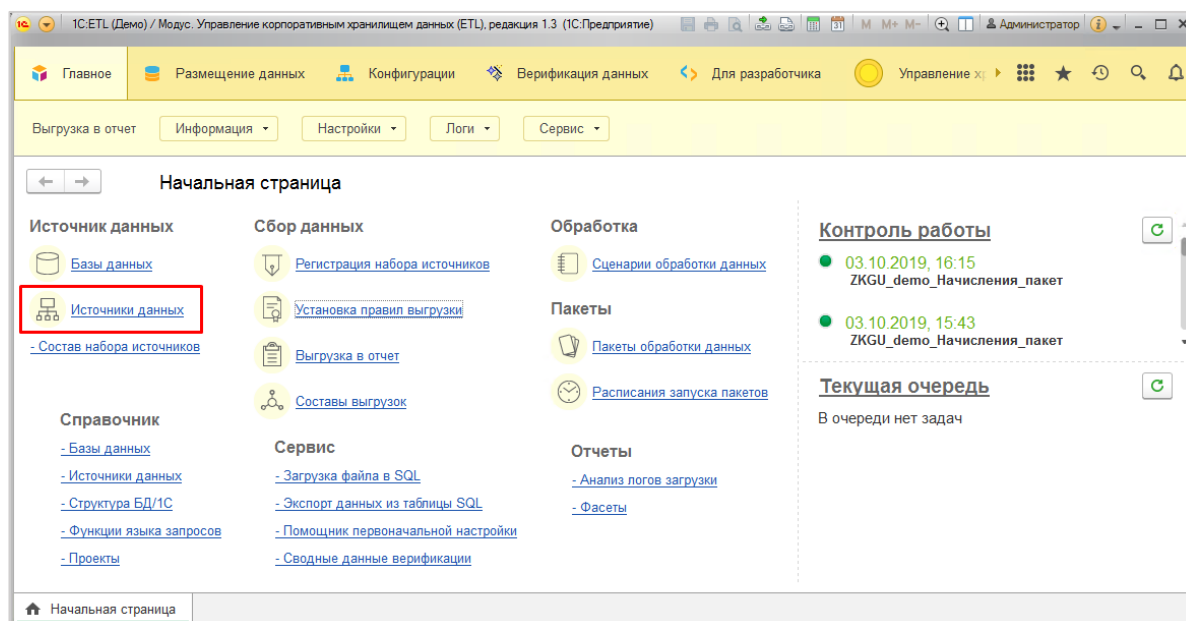 1С:ETL (Демо) / Модус. Управление корпоративным хранилищем данных (ETL), редакция 1.3 (1С:Предприятие)
M M+ M- Администратор
Главное Размещение данных Конфигурации Верификация данных Для разработчика Управление
Выгрузка в отчет Информация Настройки Логи Сервис
Начальная страница
Источник данных
Базы данных
Источники данных
- Состав набора источников
Сбор данных
Регистрация набора источников
Установка правил выгрузки
Выгрузка в отчет
Составы выгрузок
Обработка
Сценарии обработки данных
Пакеты
Пакеты обработки данных
Расписания запуска пакетов
Контроль работы
03.10.2019, 16:15
ZKGU_demo_Начисления_пакет
03.10.2019, 15:43
ZKGU_demo_Начисления_пакет
Текущая очередь
В очереди нет задач
Справочник
- Базы данных
- Источники данных
- Структура БД/1С
- Функции языка запросов
- Проекты
Сервис
- Загрузка файла в SQL
- Экспорт данных из таблицы SQL
- Помощник первоначальной настройки
- Сводные данные верификации
Отчеты
- Анализ логов загрузки
- Фасеты
Начальная страница